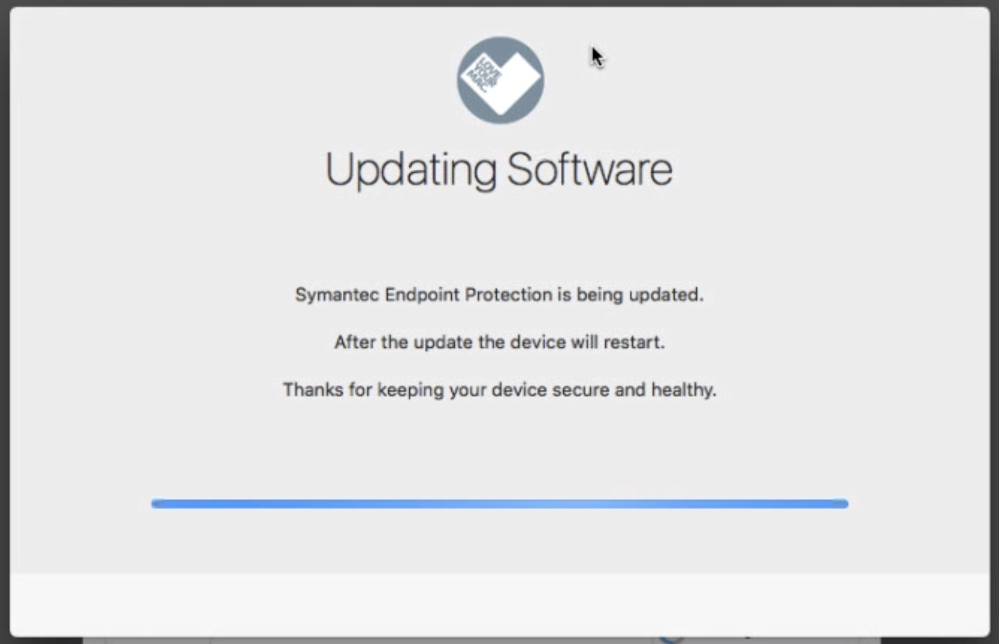 LOVE
YOUR
MAC
Updating Software
Symantec Endpoint Protection is being updated.
After the update the device will restart.
Thanks for keeping your device secure and healthy.